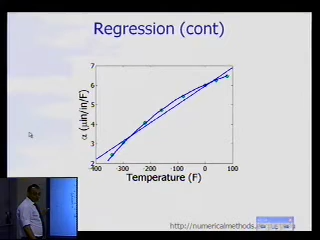 Regression (cont)
7
6
5
4
3
2
-400 -300 -200 -100 0 100
α (μin/in/F)
Temperature (F)
http://numericalmethods.